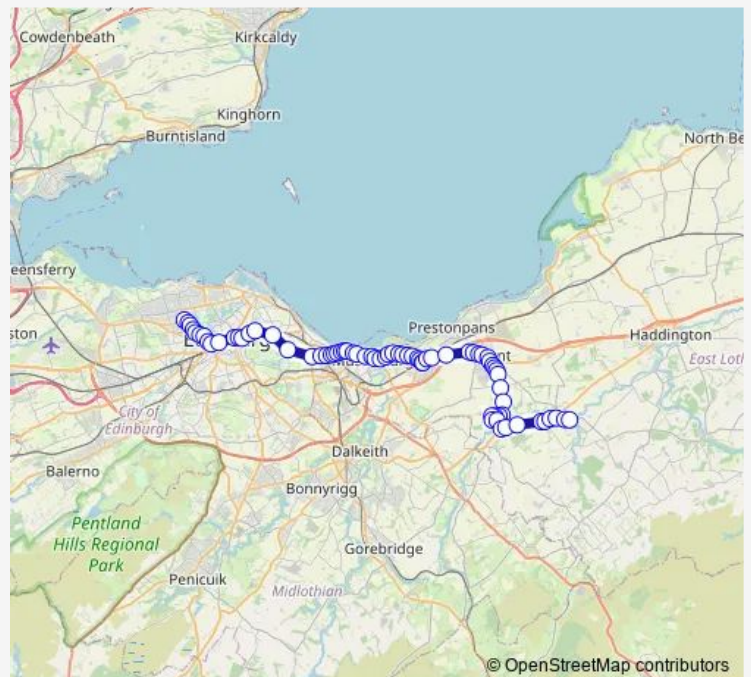 Cowdenbeath
Kirkcaldy
Kinghorn
Burntisland
North Be
eensferry
ston
Prestonpans
Haddington
East Lotl
City of
Edinburgh
Dalkeith
Balerno
Bonnyrigg
Pentland
Hills Regional
Park
Gorebridge
Penicuik
Midlothian
© OpenStreetMap contributors